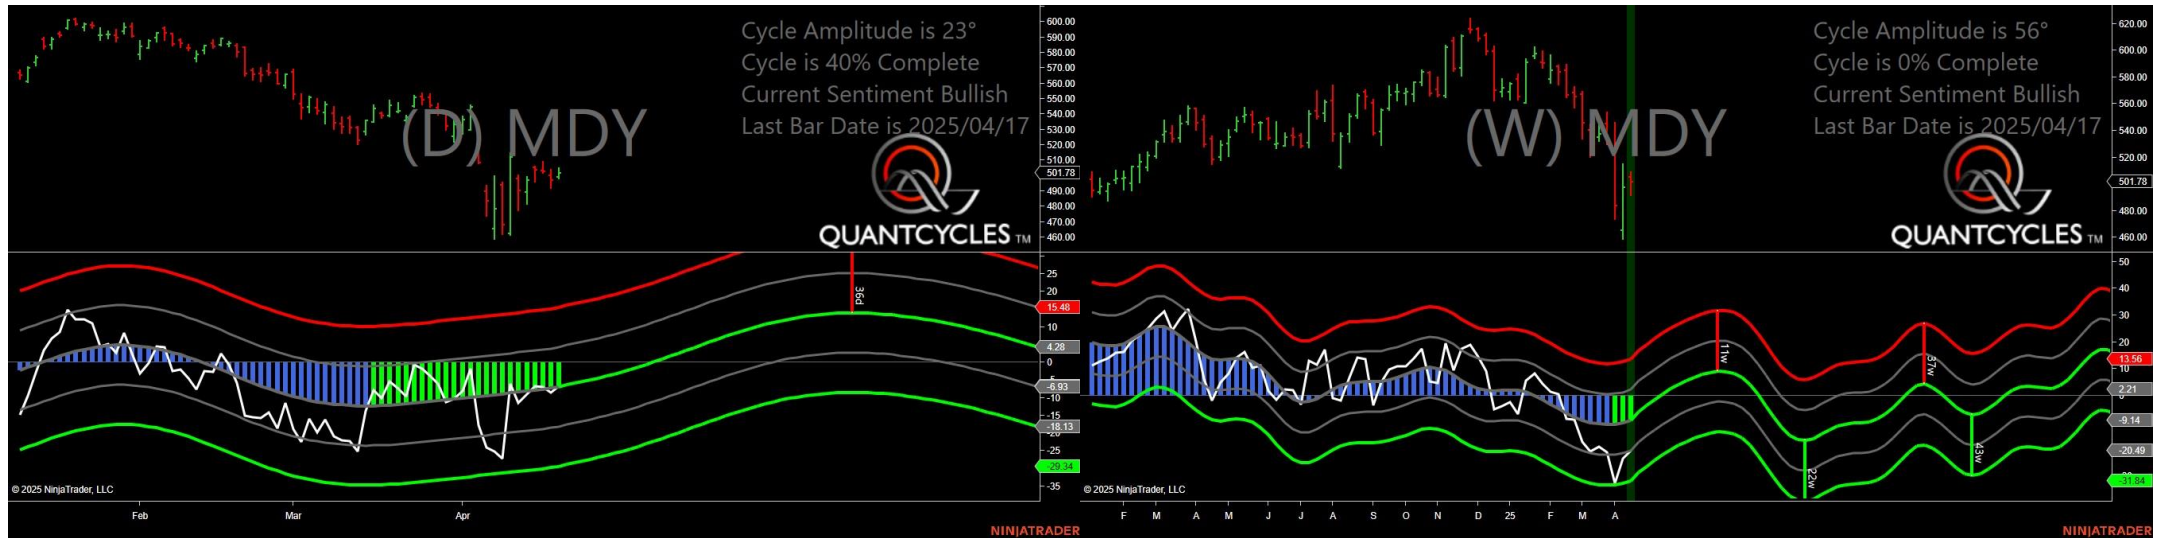 Cycle Amplitude is 23°
Cycle is 40% Complete
Current Sentiment Bullish
Last Bar Date is 2025/04/17
(D) MDY
QUANTCYCLES TM
600.00
590.00
580.00
570.00
560.00
550.00
540.00
530.00
520.00
510.00
501.78
490.00
480.00
470.00
460.00
36d
25
20
15.48
10
4.28
0
-6.93
-10
-15
-18.13
-25
-29.34
-35
© 2025 NinjaTrader, LLC
Feb
Mar
Apr
NINJATRADER
Cycle Amplitude is 56°
Cycle is 0% Complete
Current Sentiment Bullish
Last Bar Date is 2025/04/17
(W) MDY
QUANTCYCLES TM
620.00
600.00
580.00
560.00
540.00
520.00
501.78
480.00
460.00
11w
22w
37w
43w
50
40
30
20
13.56
10
2.21
-9.14
-20.49
-31.84
© 2025 NinjaTrader, LLC
F M A M J J A S O N D 25 F M A
NINJATRADER